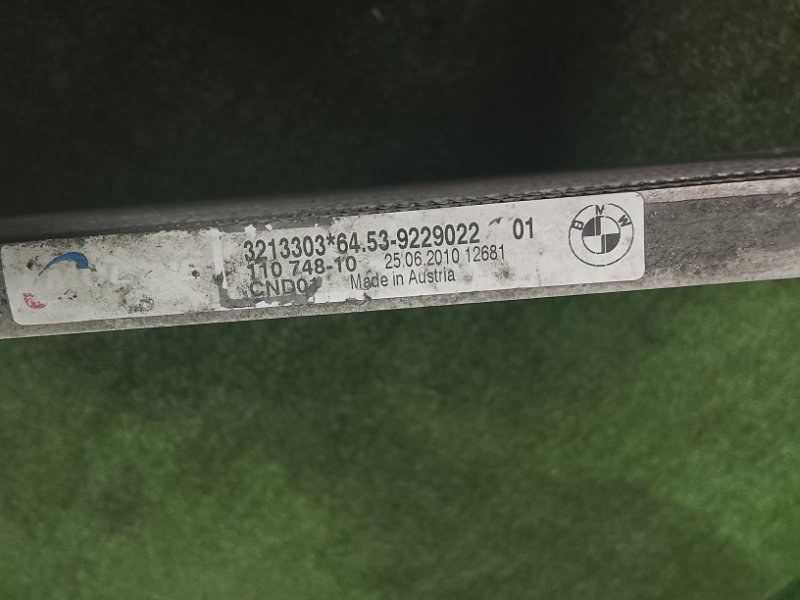 3213303*64.53-9229022 01
110 748-10 25.06.2010 12681
CND01 Made in Austria
BMW